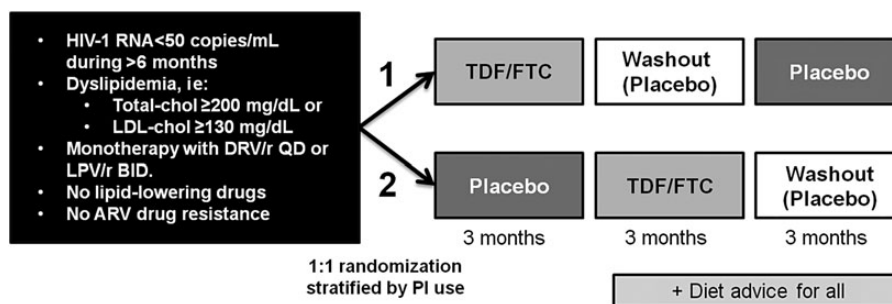 • HIV-1 RNA<50 copies/mL
during >6 months
• Dyslipidemia, ie:
• Total-chol ≥200 mg/dL or
• LDL-chol ≥130 mg/dL
• Monotherapy with DRV/r QD or
LPV/r BID.
• No lipid-lowering drugs
• No ARV drug resistance
1
TDF/FTC
Washout
(Placebo)
Placebo
2
Placebo
TDF/FTC
Washout
(Placebo)
3 months
3 months
3 months
1:1 randomization
stratified by PI use
+ Diet advice for all